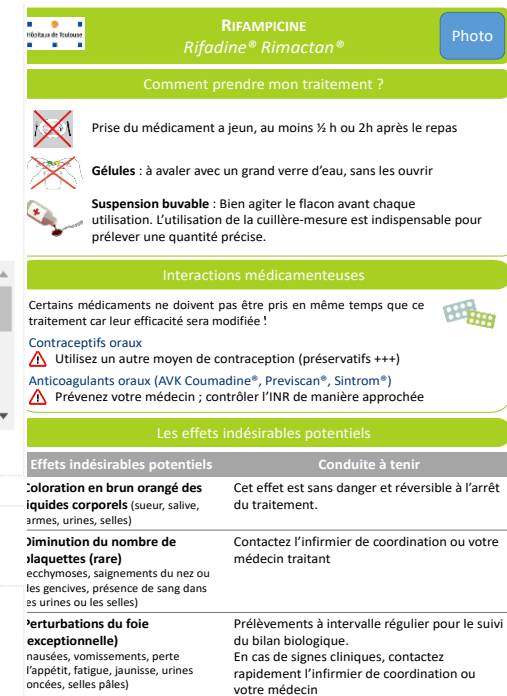 Hôpitaux de Toulouse
RIFAMPICINE
Rifadine® Rimactan®
Photo
Comment prendre mon traitement ?
Prise du médicament a jeun, au moins ½ h ou 2h après le repas
Gélules : à avaler avec un grand verre d'eau, sans les ouvrir
Suspension buvable : Bien agiter le flacon avant chaque
utilisation. L'utilisation de la cuillère-mesure est indispensable pour
prélever une quantité précise.
Interactions médicamenteuses
Certains médicaments ne doivent pas être pris en même temps que ce
traitement car leur efficacité sera modifiée !
Contraceptifs oraux
Utilisez un autre moyen de contraception (préservatifs +++)
Anticoagulants oraux (AVK Coumadine®, Previscan®, Sintrom®)
Prévenez votre médecin ; contrôler l'INR de manière approchée
Les effets indésirables potentiels
Effets indésirables potentiels
Conduite à tenir
Coloration en brun orangé des
liquides corporels (sueur, salive,
larmes, urines, selles)
Cet effet est sans danger et réversible à l'arrêt
du traitement.
Diminution du nombre de
plaquettes (rare)
ecchymoses, saignements du nez ou
des gencives, présence de sang dans
les urines ou les selles)
Contactez l'infirmier de coordination ou votre
médecin traitant
Perturbations du foie
(exceptionnelle)
nausées, vomissements, perte
d'appétit, fatigue, jaunisse, urines
foncées, selles pâles)
Prélèvements à intervalle régulier pour le suivi
du bilan biologique.
En cas de signes cliniques, contactez
rapidement l'infirmier de coordination ou
votre médecin